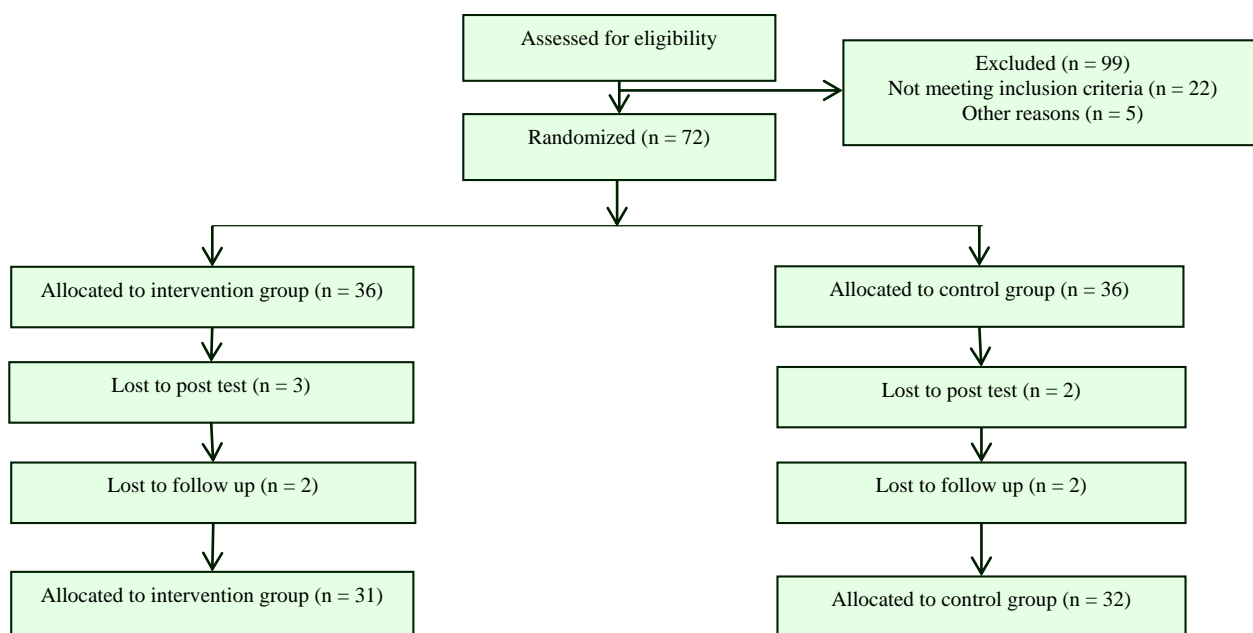 Assessed for eligibility
Excluded (n = 99)
Not meeting inclusion criteria (n = 22)
Other reasons (n = 5)
Randomized (n = 72)
Allocated to intervention group (n = 36)
Allocated to control group (n = 36)
Lost to post test (n = 3)
Lost to post test (n = 2)
Lost to follow up (n = 2)
Lost to follow up (n = 2)
Allocated to intervention group (n = 31)
Allocated to control group (n = 32)